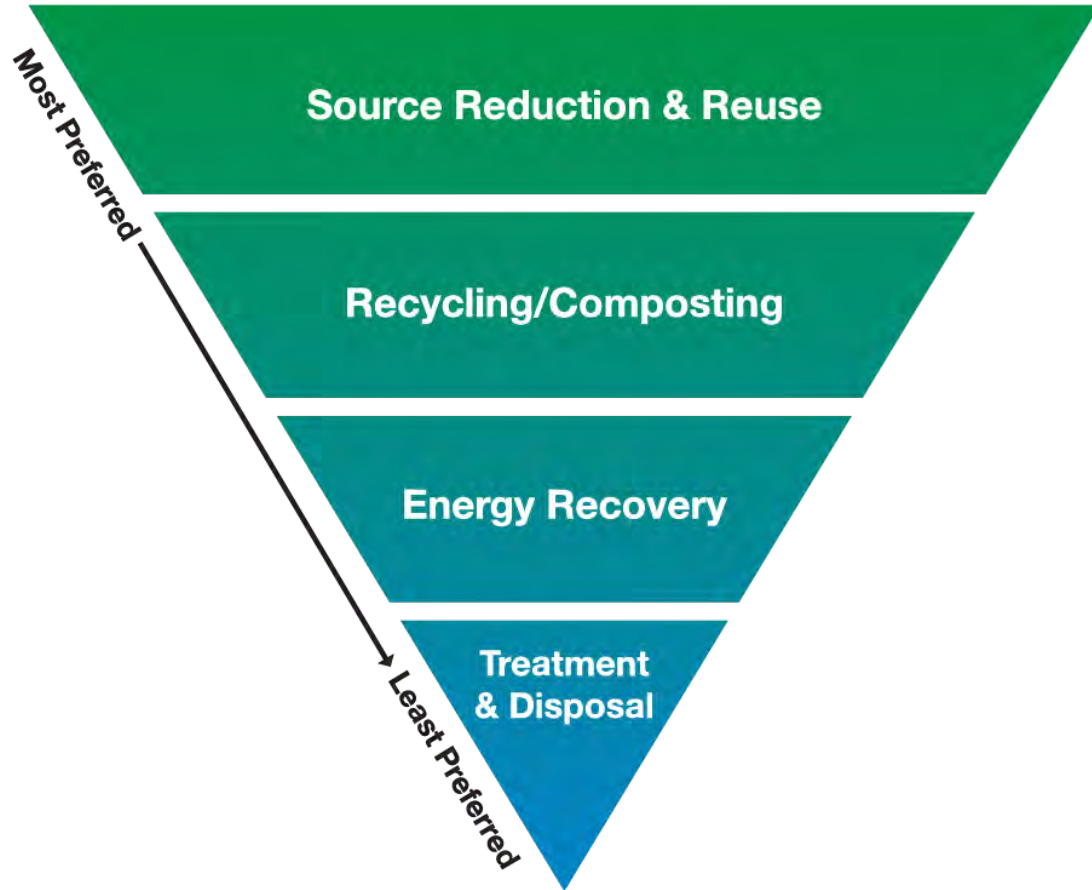 Most Preferred
Source Reduction & Reuse
Recycling/Composting
Energy Recovery
Treatment
& Disposal
Least Preferred